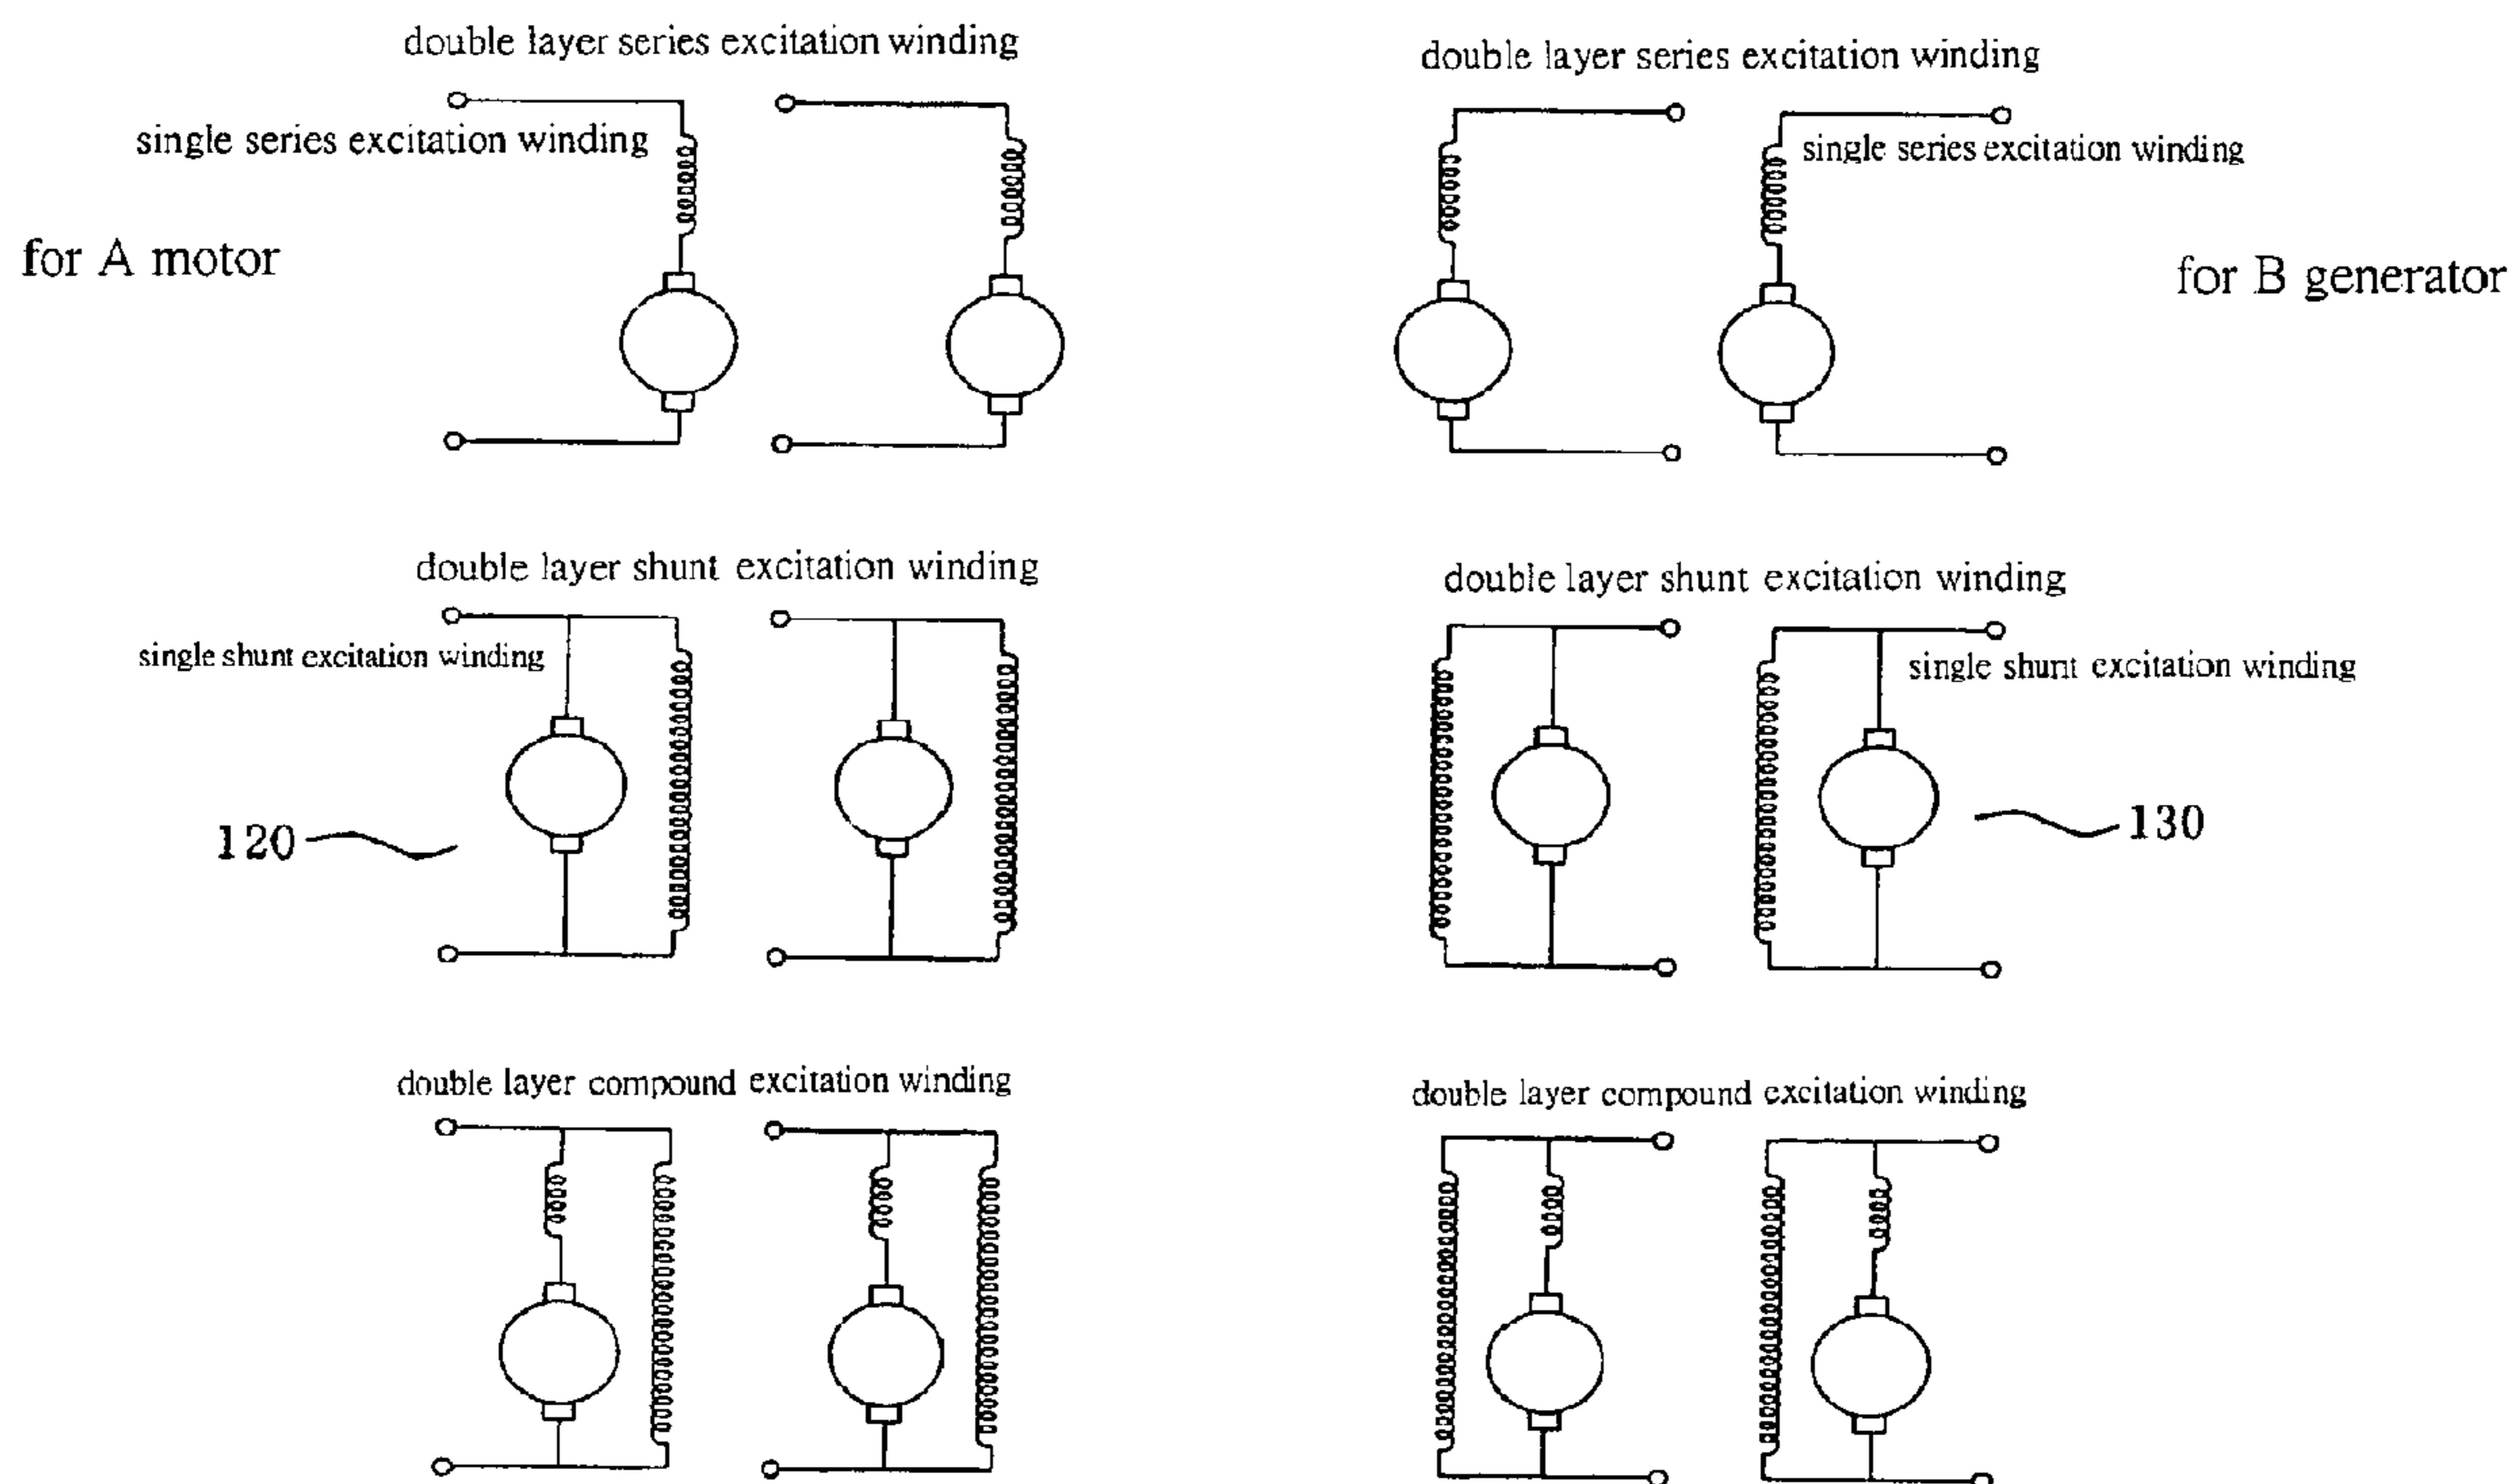 double layer series excitation winding
double layer series excitation winding
single series excitation winding
single series excitation winding
for A motor
for B generator
double layer shunt excitation winding
double layer shunt excitation winding
single shunt excitation winding
single shunt excitation winding
120
130
double layer compound excitation winding
double layer compound excitation winding